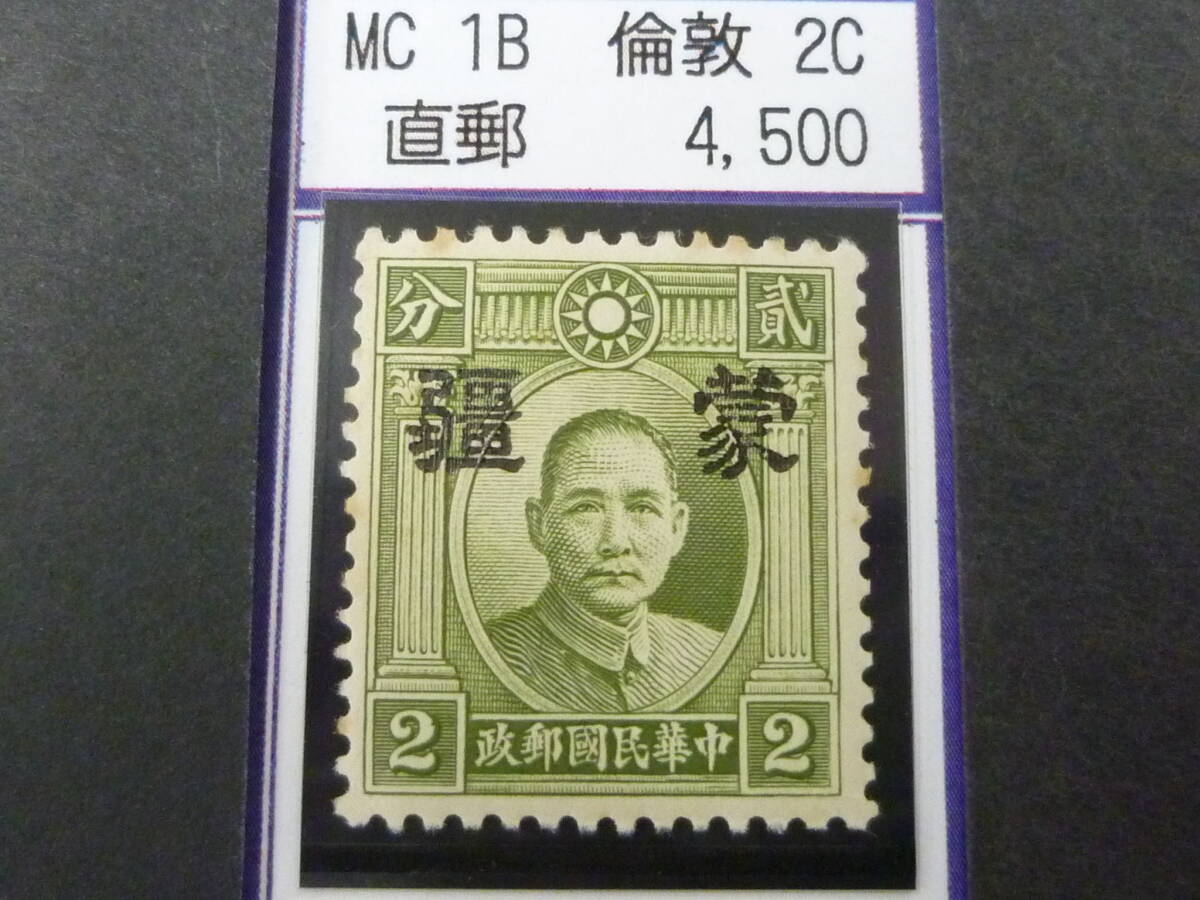 MC 1B 倫敦 2C
直郵 4,500
貳分
蒙疆
2 中華民國郵政 2